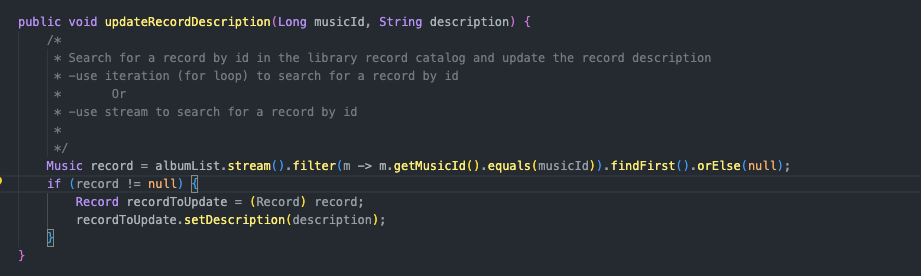 public void updateRecordDescription(Long musicId, String description) {
/*
* Search for a record by id in the library record catalog and update the record description
* -use iteration (for loop) to search for a record by id
* Or
* -use stream to search for a record by id
*
*/
Music record = albumList.stream().filter(m -> m.getMusicId().equals(musicId)).findFirst().orElse(null);
if (record != null) {
Record recordToUpdate = (Record) record;
recordToUpdate.setDescription(description);
}
}